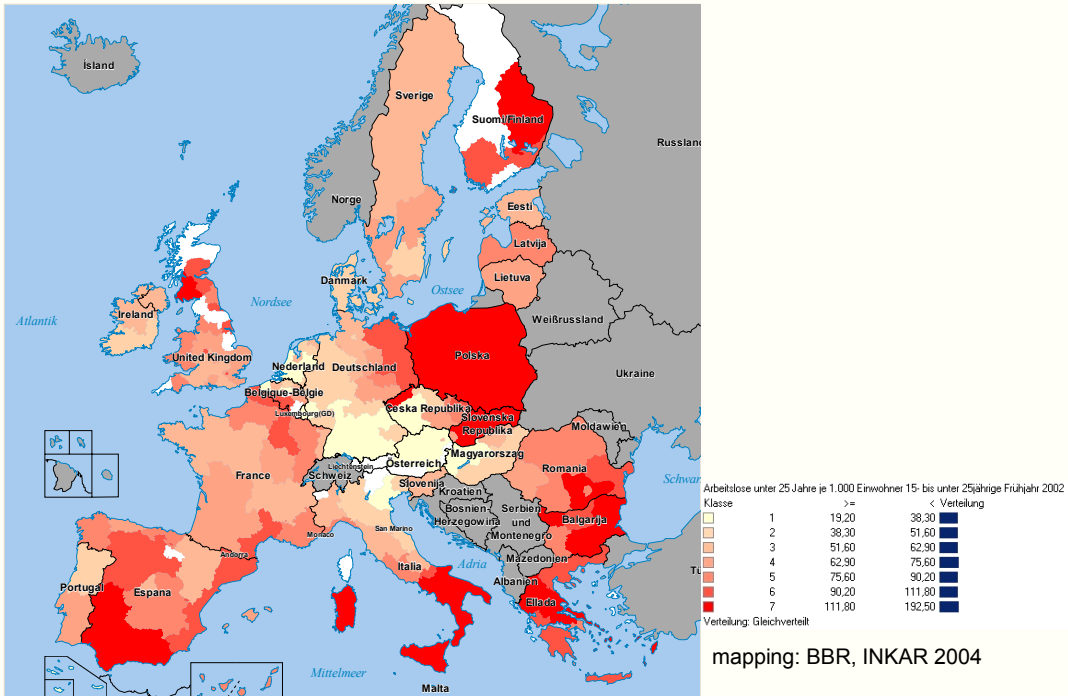 Ísland
Sverige
Suomi/Finland
Russland
Norge
Eesti
Latvija
Danmark
Lietuva
Ostsee
Nordsee
Ireland
Atlantik
Weißrussland
United Kingdom
Polska
Nederland
Deutschland
Ukraine
Belgique-Belgie
Luxembourg(GD)
Česka Republika
Slovenska
Republika
Moldawien
Magyarorszag
Österreich
Liechtenstein
Schweiz
France
Romania
Slovenija
Kroatien
Bosnien-
Herzegowina
Serbien
und
Montenegro
Schwar
San Marino
Monaco
Balgarija
Andorra
Adria
Mazedonien
Italia
Albanien
Portugal
Espana
Ellada
Tü
Mittelmeer
Malta
Arbeitslose unter 25 Jahre je 1.000 Einwohner 15- bis unter 25jährige Frühjahr 2002
Klasse >= < Verteilung
1 19,20 38,30
2 38,30 51,60
3 51,60 62,90
4 62,90 75,60
5 75,60 90,20
6 90,20 111,80
7 111,80 192,50
Verteilung: Gleichverteilt
mapping: BBR, INKAR 2004